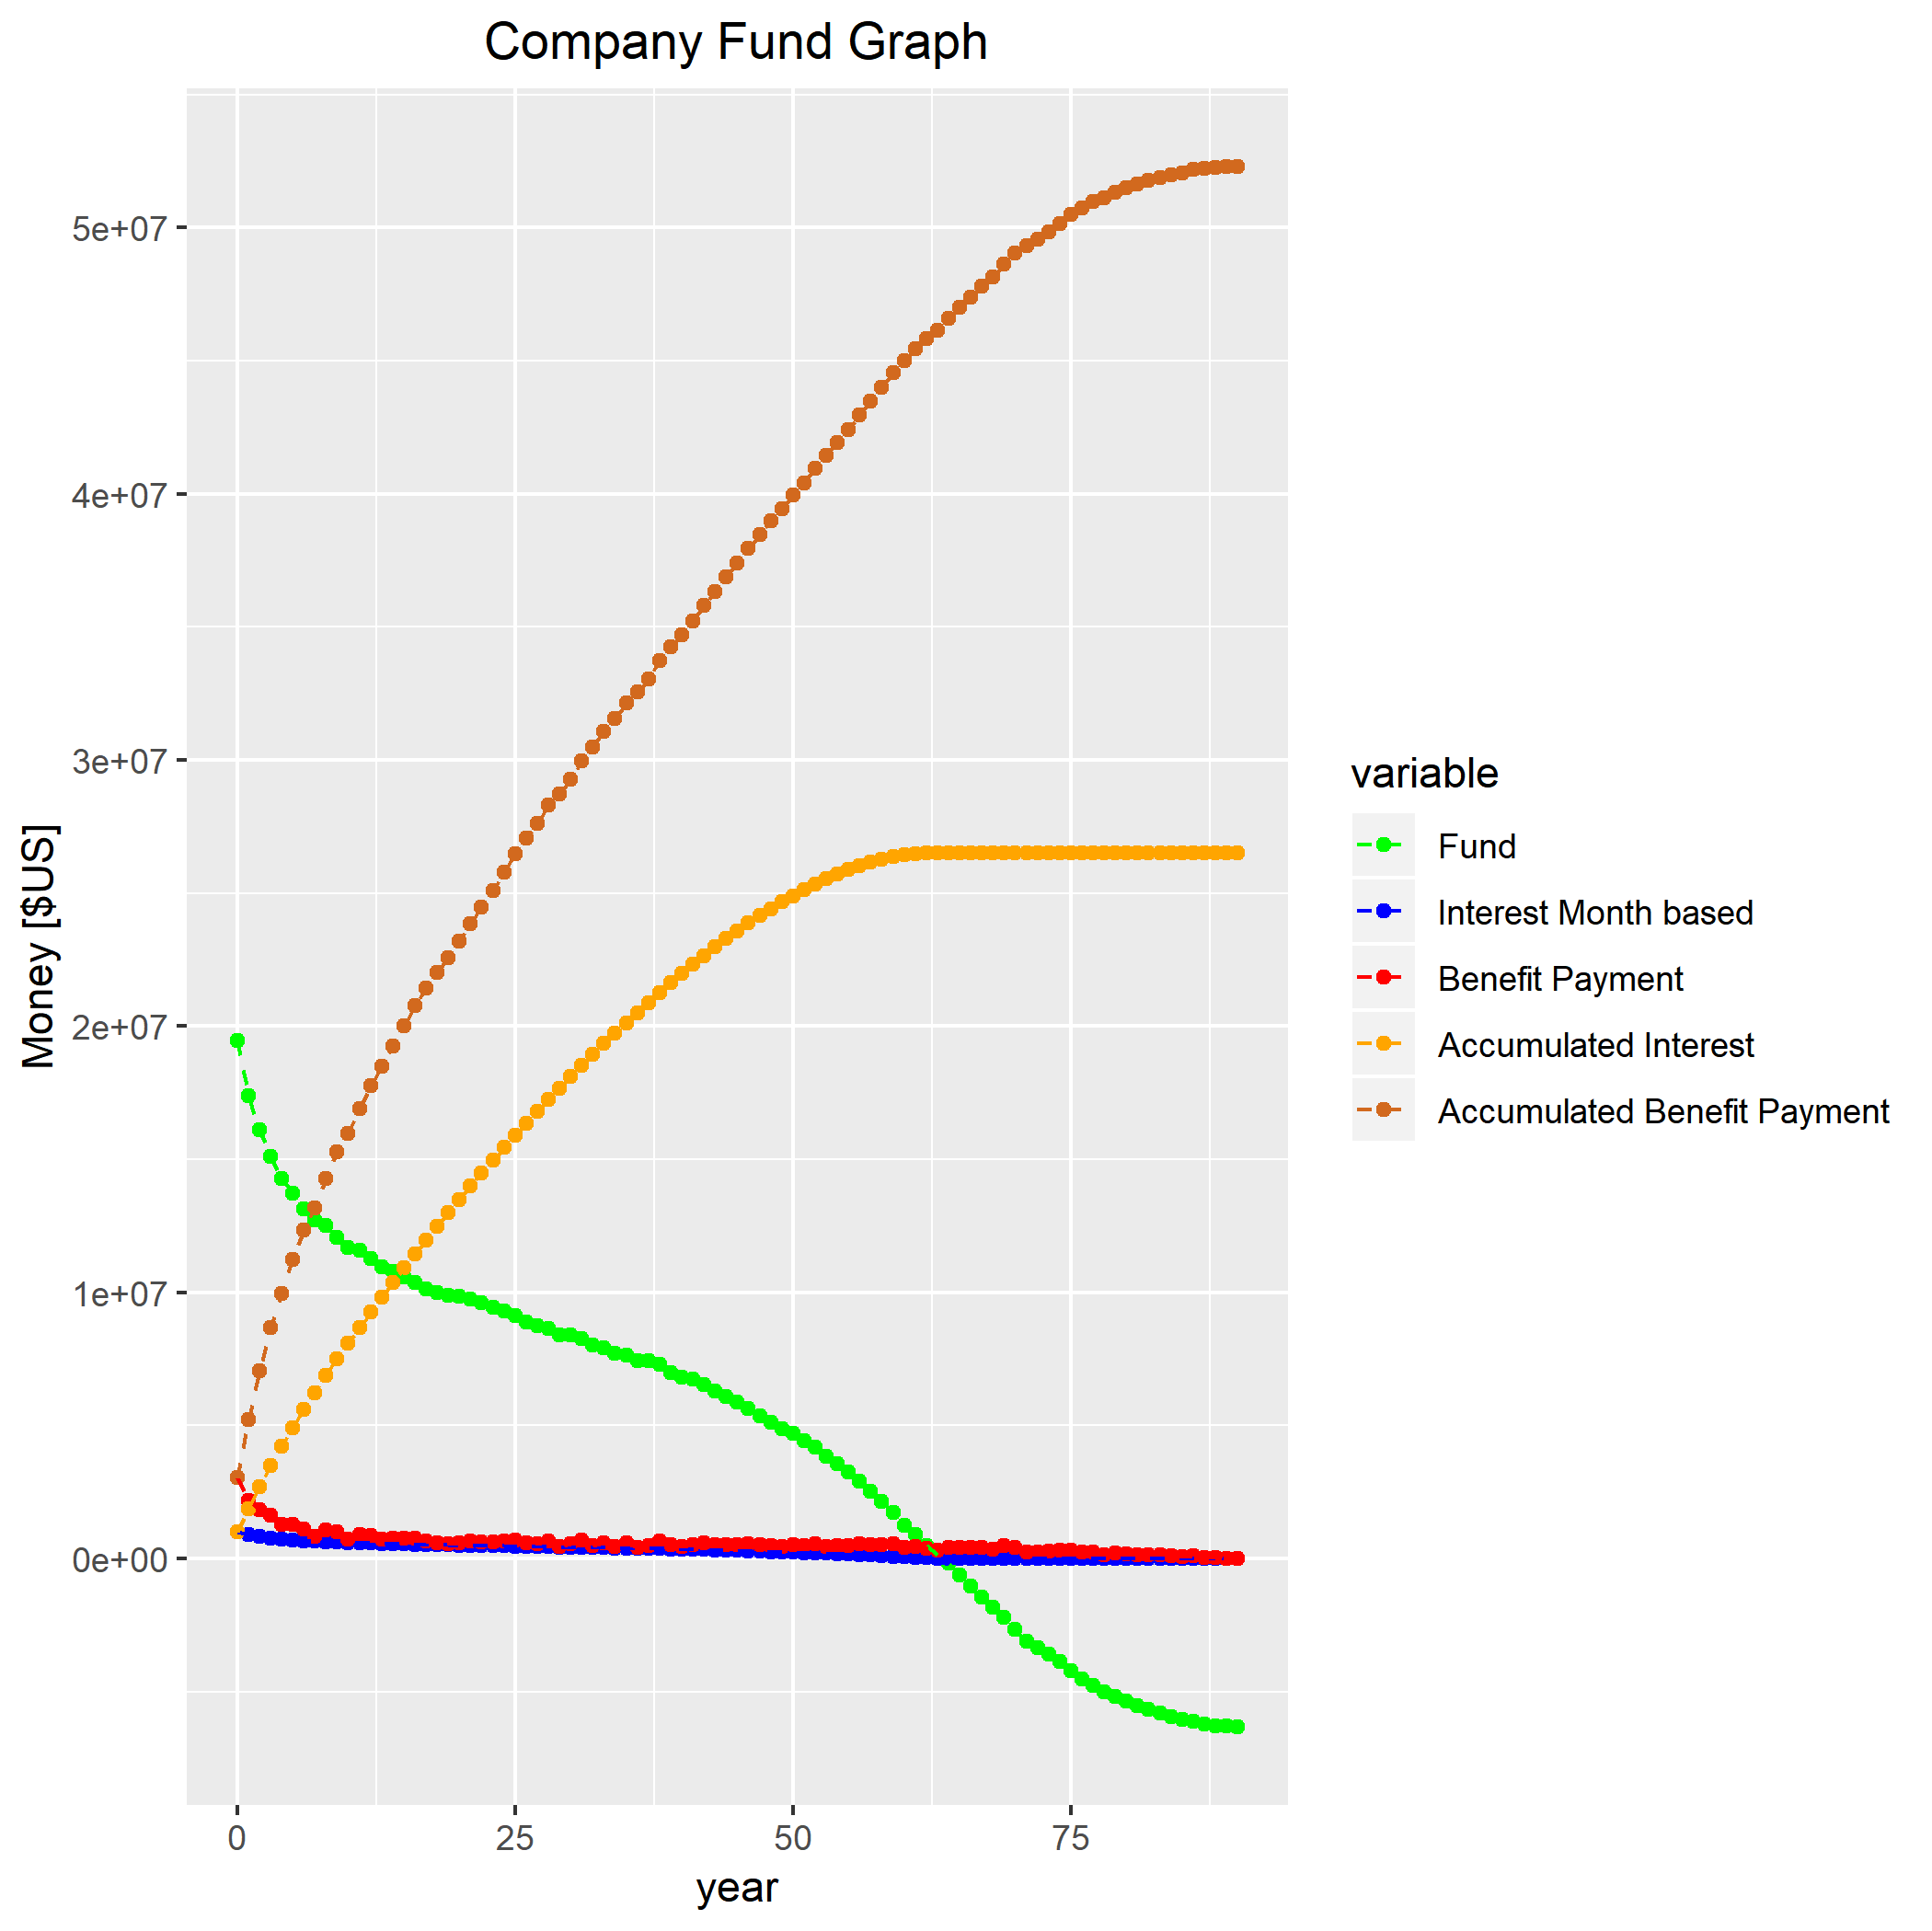 Company Fund Graph
Money [$US]
5e+07
4e+07
3e+07
2e+07
1e+07
0e+00
0 25 50 75
year
variable
Fund
Interest Month based
Benefit Payment
Accumulated Interest
Accumulated Benefit Payment